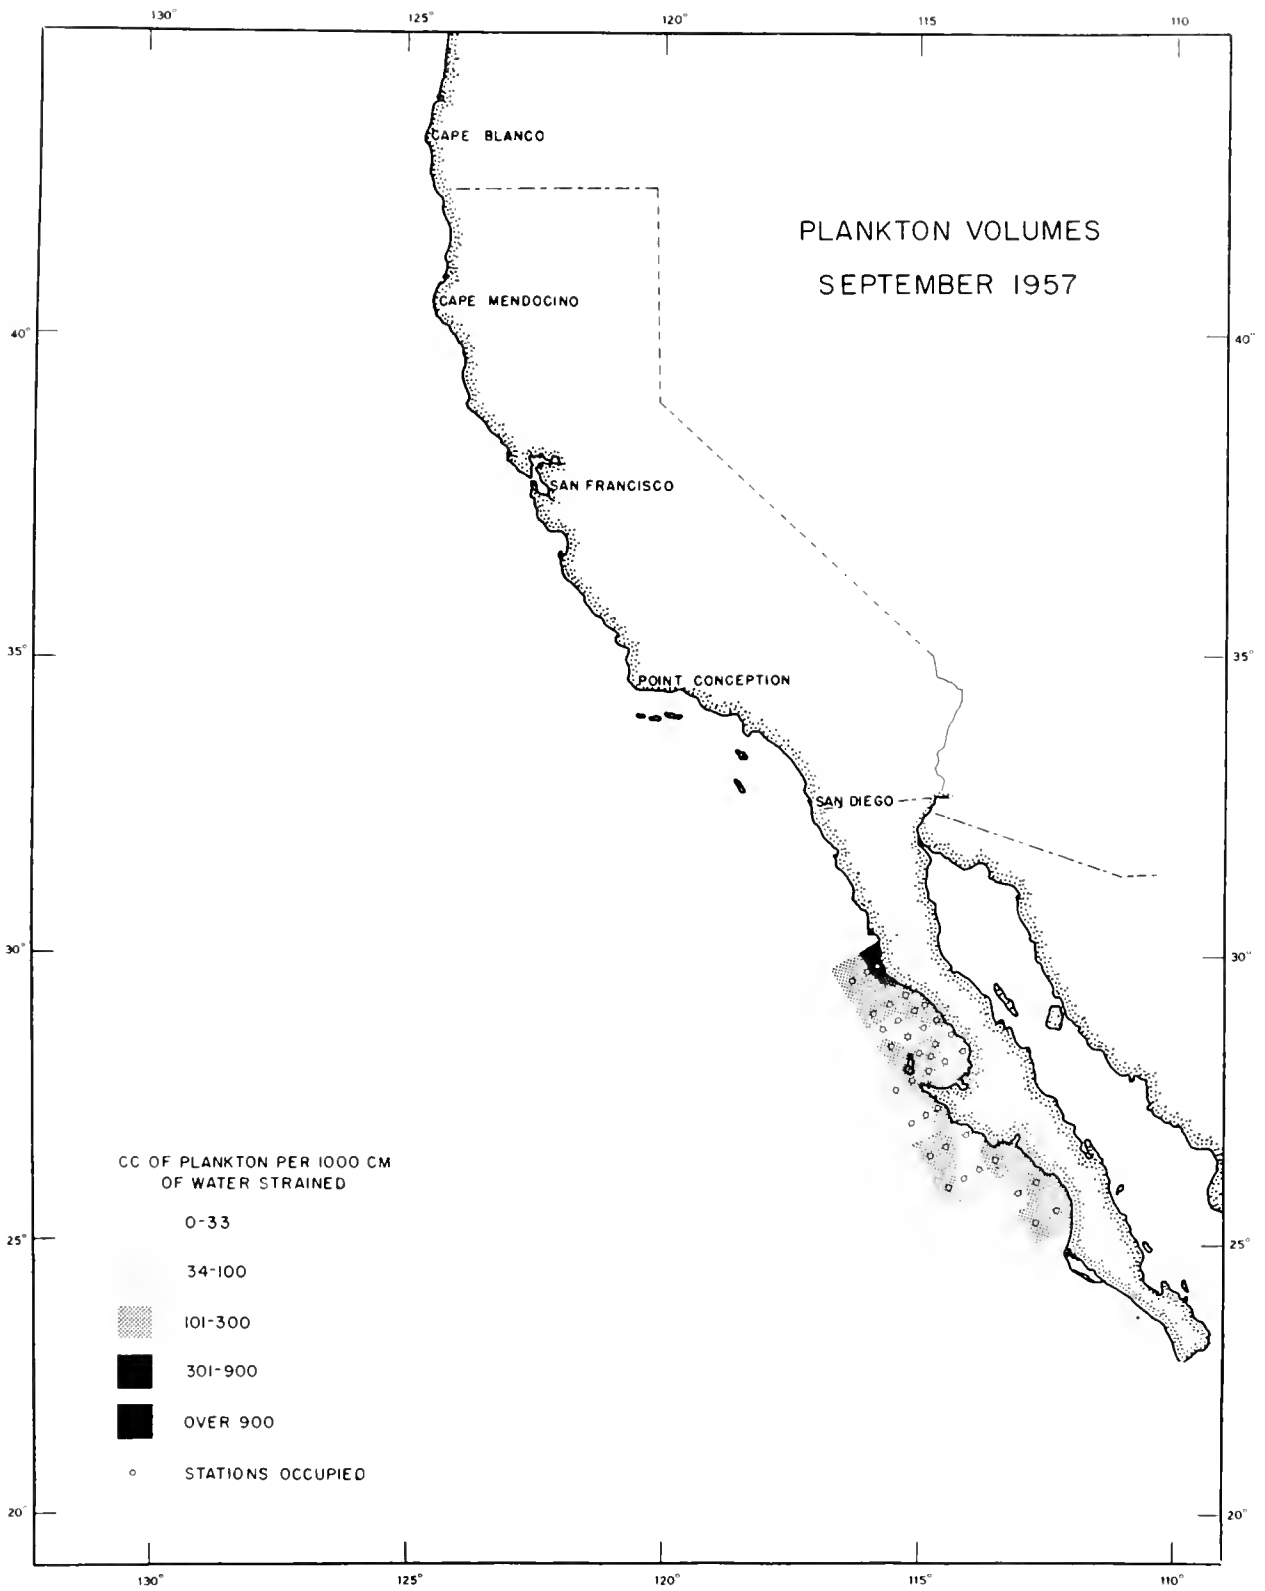 130° 125° 120° 115 110
CAPE BLANCO
PLANKTON VOLUMES
SEPTEMBER 1957
CAPE MENDOCINO
40° 40°
SAN FRANCISCO
35° 35°
POINT CONCEPTION
SAN DIEGO
30° 30°
CC OF PLANKTON PER 1000 CM
OF WATER STRAINED
0-33
25° 25°
34-100
101-300
301-900
OVER 900
STATIONS OCCUPIED
20° 20°
130° 125° 120° 115° 110°